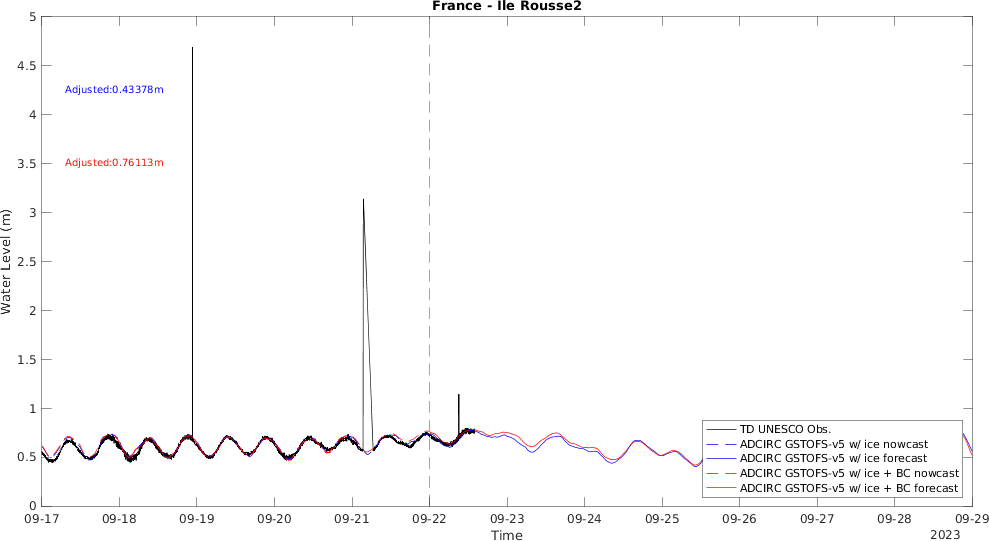 France - Ile Rousse2
Water Level (m)
5
4.5
4
3.5
3
2.5
2
1.5
1
0.5
0
Adjusted:0.43378m
Adjusted:0.76113m
TD UNESCO Obs.
ADCIRC GSTOFS-v5 w/ ice nowcast
ADCIRC GSTOFS-v5 w/ ice forecast
ADCIRC GSTOFS-v5 w/ ice + BC nowcast
ADCIRC GSTOFS-v5 w/ ice + BC forecast
09-17 09-18 09-19 09-20 09-21 09-22 09-23 09-24 09-25 09-26 09-27 09-28 09-29
Time
2023